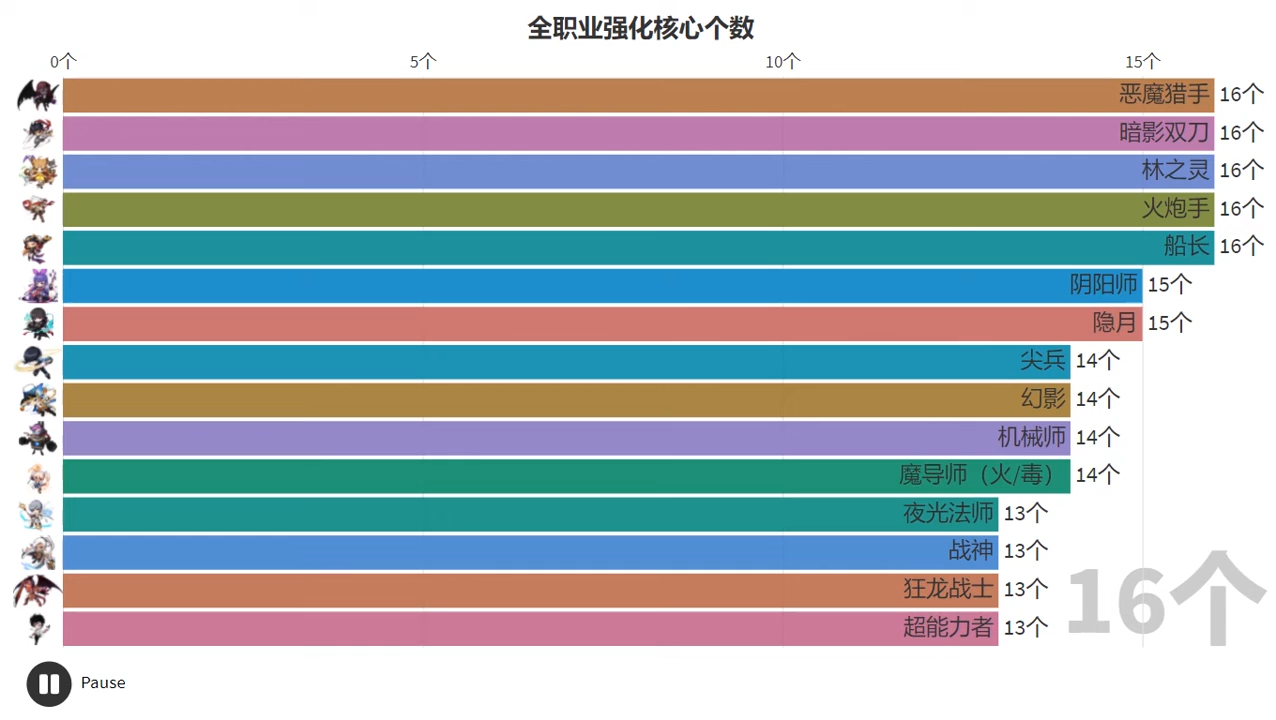 全职业强化核心个数
0个 5个 10个 15个
恶魔猎手 16个
暗影双刀 16个
林之灵 16个
火炮手 16个
船长 16个
阴阳师 15个
隐月 15个
尖兵 14个
幻影 14个
机械师 14个
魔导师（火/毒） 14个
夜光法师 13个
战神 13个
狂龙战士 13个
超能力者 13个
16个
Pause